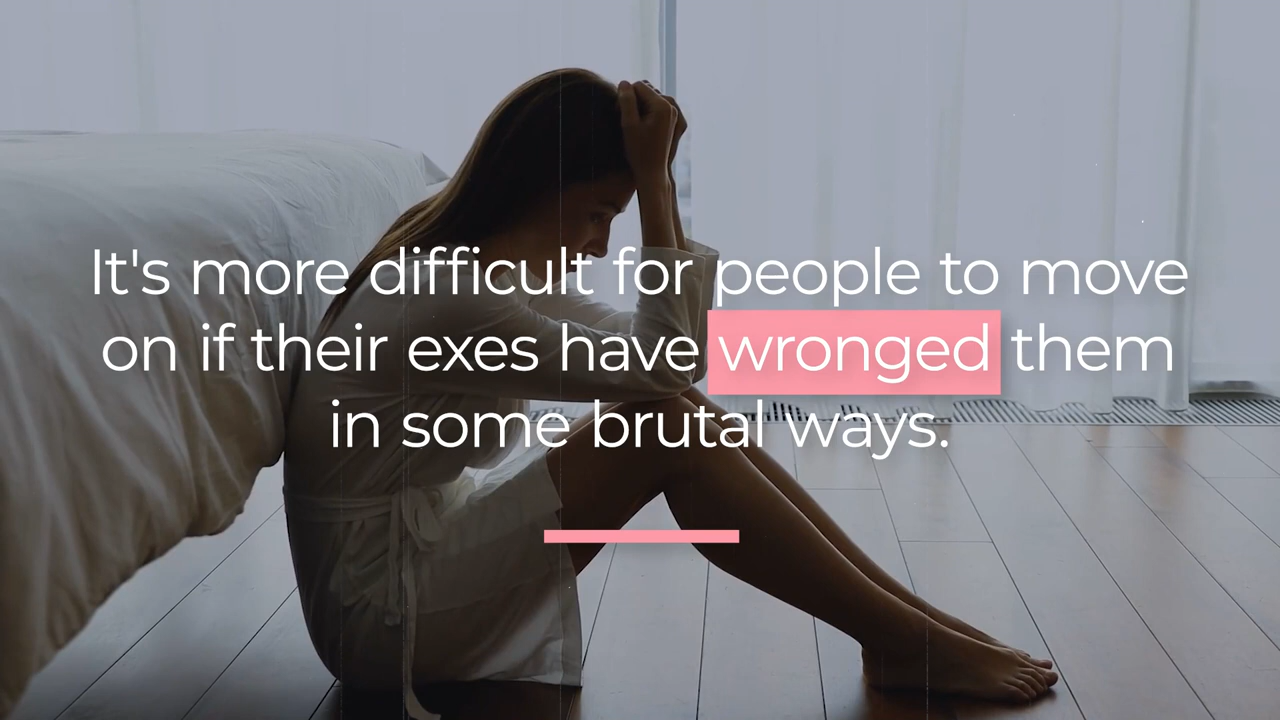 It's more difficult for people to move
on if their exes have wronged them
in some brutal ways.